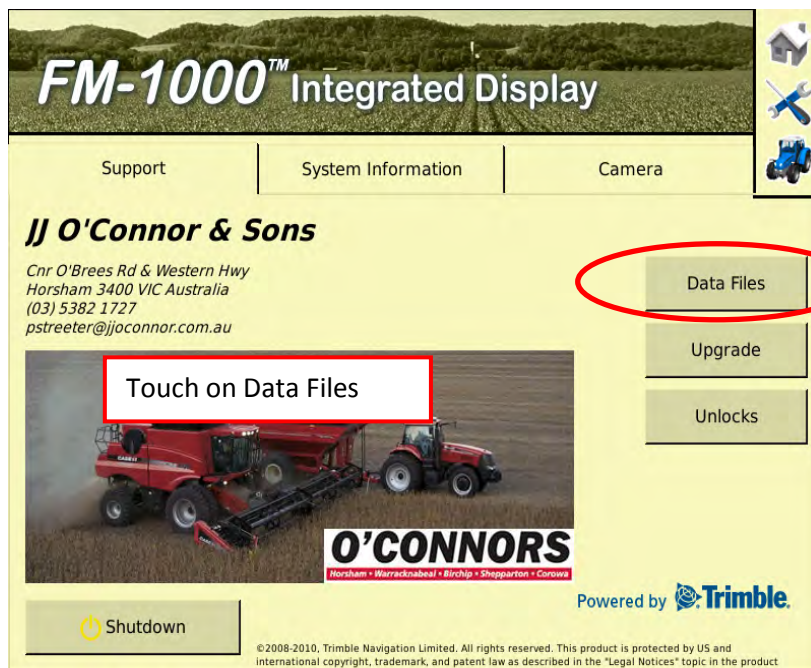 FM-1000™ Integrated Display
Support
System Information
Camera
JJ O'Connor & Sons
Cnr O'Brees Rd & Western Hwy
Horsham 3400 VIC Australia
(03) 5382 1727
pstreeter@jjoconnor.com.au
Data Files
Upgrade
Unlocks
Touch on Data Files
CASE IH
O'CONNORS
Horsham • Warracknabeal • Birchip • Shepparton • Corowa
Powered by Trimble.
Shutdown
©2008-2010, Trimble Navigation Limited. All rights reserved. This product is protected by US and
international copyright, trademark, and patent law as described in the "Legal Notices" topic in the product